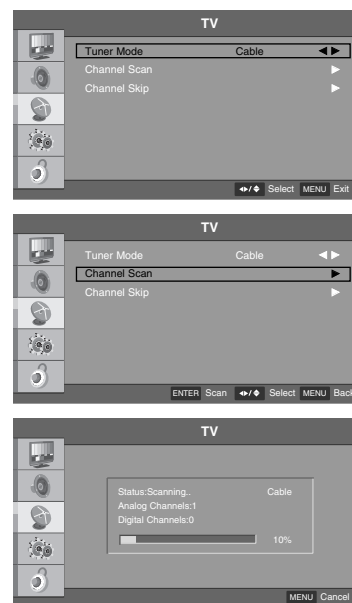 TV
Tuner Mode Cable
Channel Scan
Channel Skip
Select MENU Exit
TV
Tuner Mode Cable
Channel Scan
Channel Skip
ENTER Scan Select MENU Back
TV
Status:Scanning.. Cable
Analog Channels:1
Digital Channels:0
10%
MENU Cancel